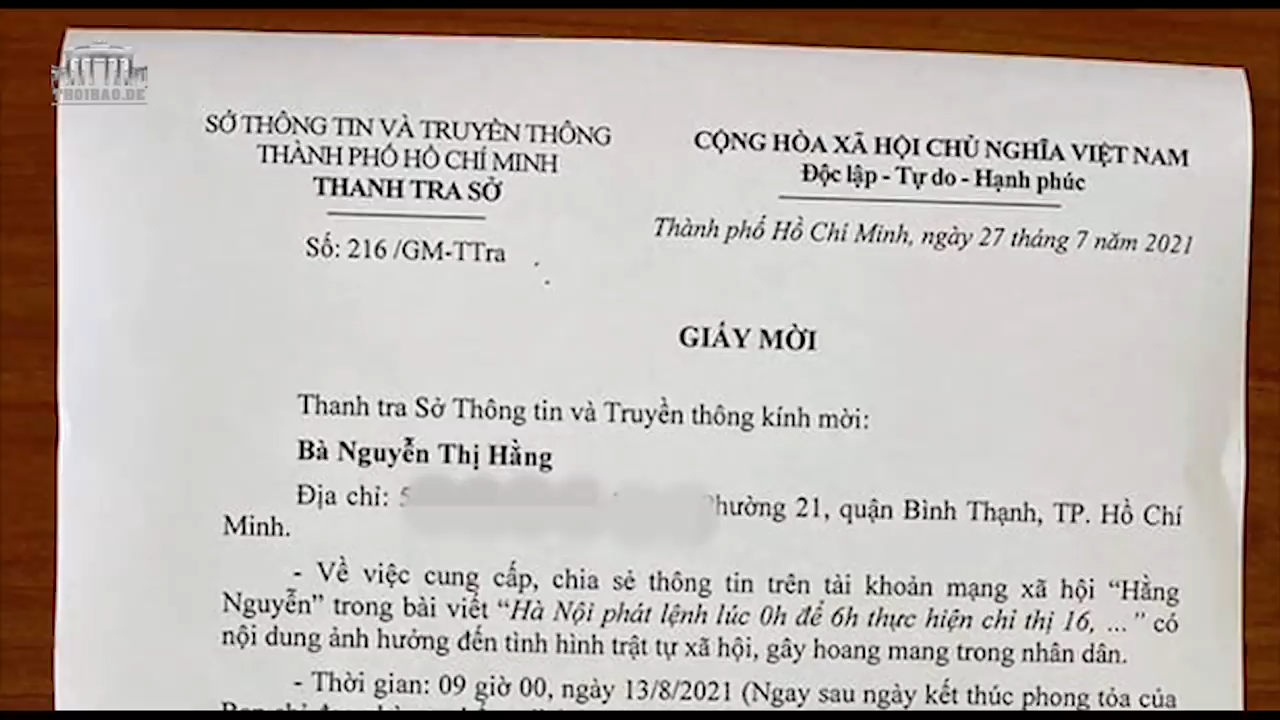 THOIBAO.DE
SỞ THÔNG TIN VÀ TRUYỀN THÔNG
THÀNH PHỐ HỒ CHÍ MINH
THANH TRA SỞ
Số: 216 /GM-TTra
CỘNG HÒA XÃ HỘI CHỦ NGHĨA VIỆT NAM
Độc lập - Tự do - Hạnh phúc
Thành phố Hồ Chí Minh, ngày 27 tháng 7 năm 2021
GIẤY MỜI
Thanh tra Sở Thông tin và Truyền thông kính mời:
Bà Nguyễn Thị Hằng
Địa chỉ: 5 Phường 21, quận Bình Thạnh, TP. Hồ Chí
Minh.
- Về việc cung cấp, chia sẻ thông tin trên tài khoản mạng xã hội “Hằng
Nguyễn” trong bài viết “Hà Nội phát lệnh lúc 0h để 6h thực hiện chỉ thị 16, ...” có
nội dung ảnh hưởng đến tình hình trật tự xã hội, gây hoang mang trong nhân dân.
- Thời gian: 09 giờ 00, ngày 13/8/2021 (Ngay sau ngày kết thúc phong tỏa của